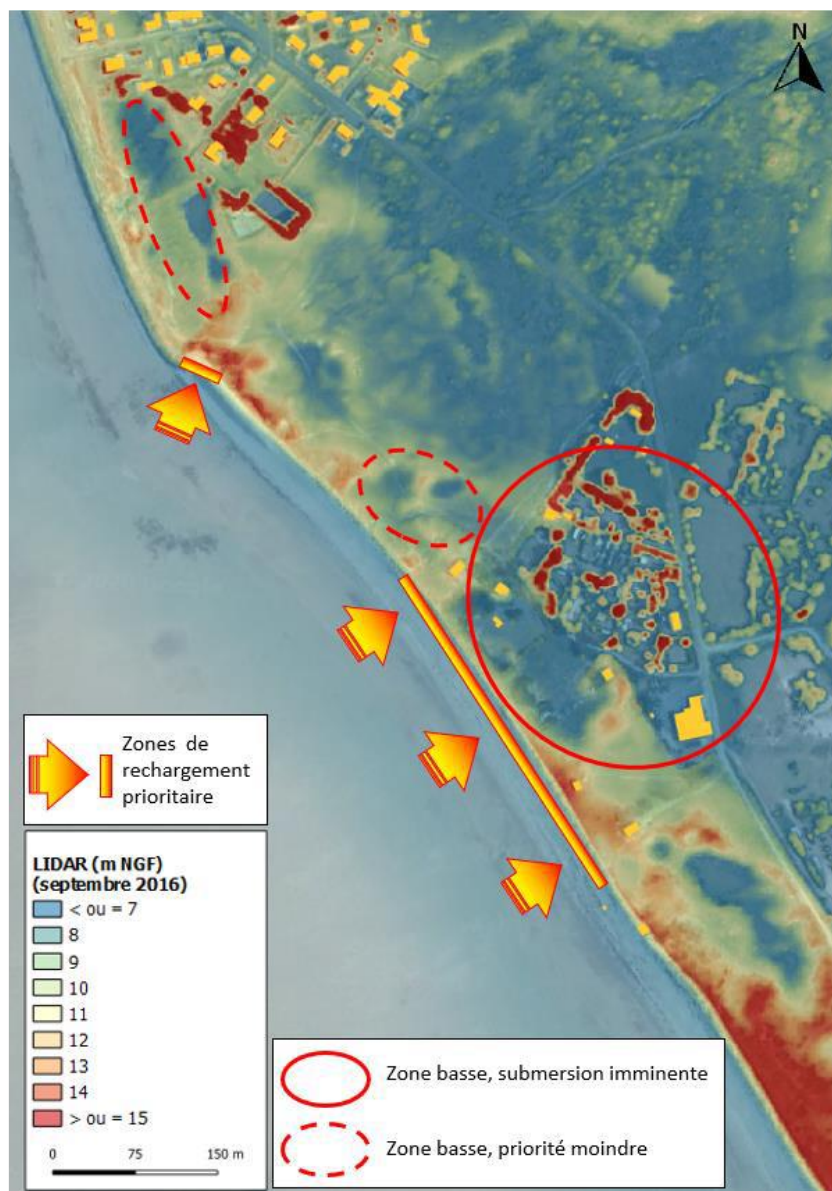 N
Zones de
rechargement
prioritaire
LIDAR (m NGF)
(septembre 2016)
< ou = 7
8
9
10
11
12
13
14
> ou = 15
0 75 150 m
Zone basse, submersion imminente
Zone basse, priorité moindre